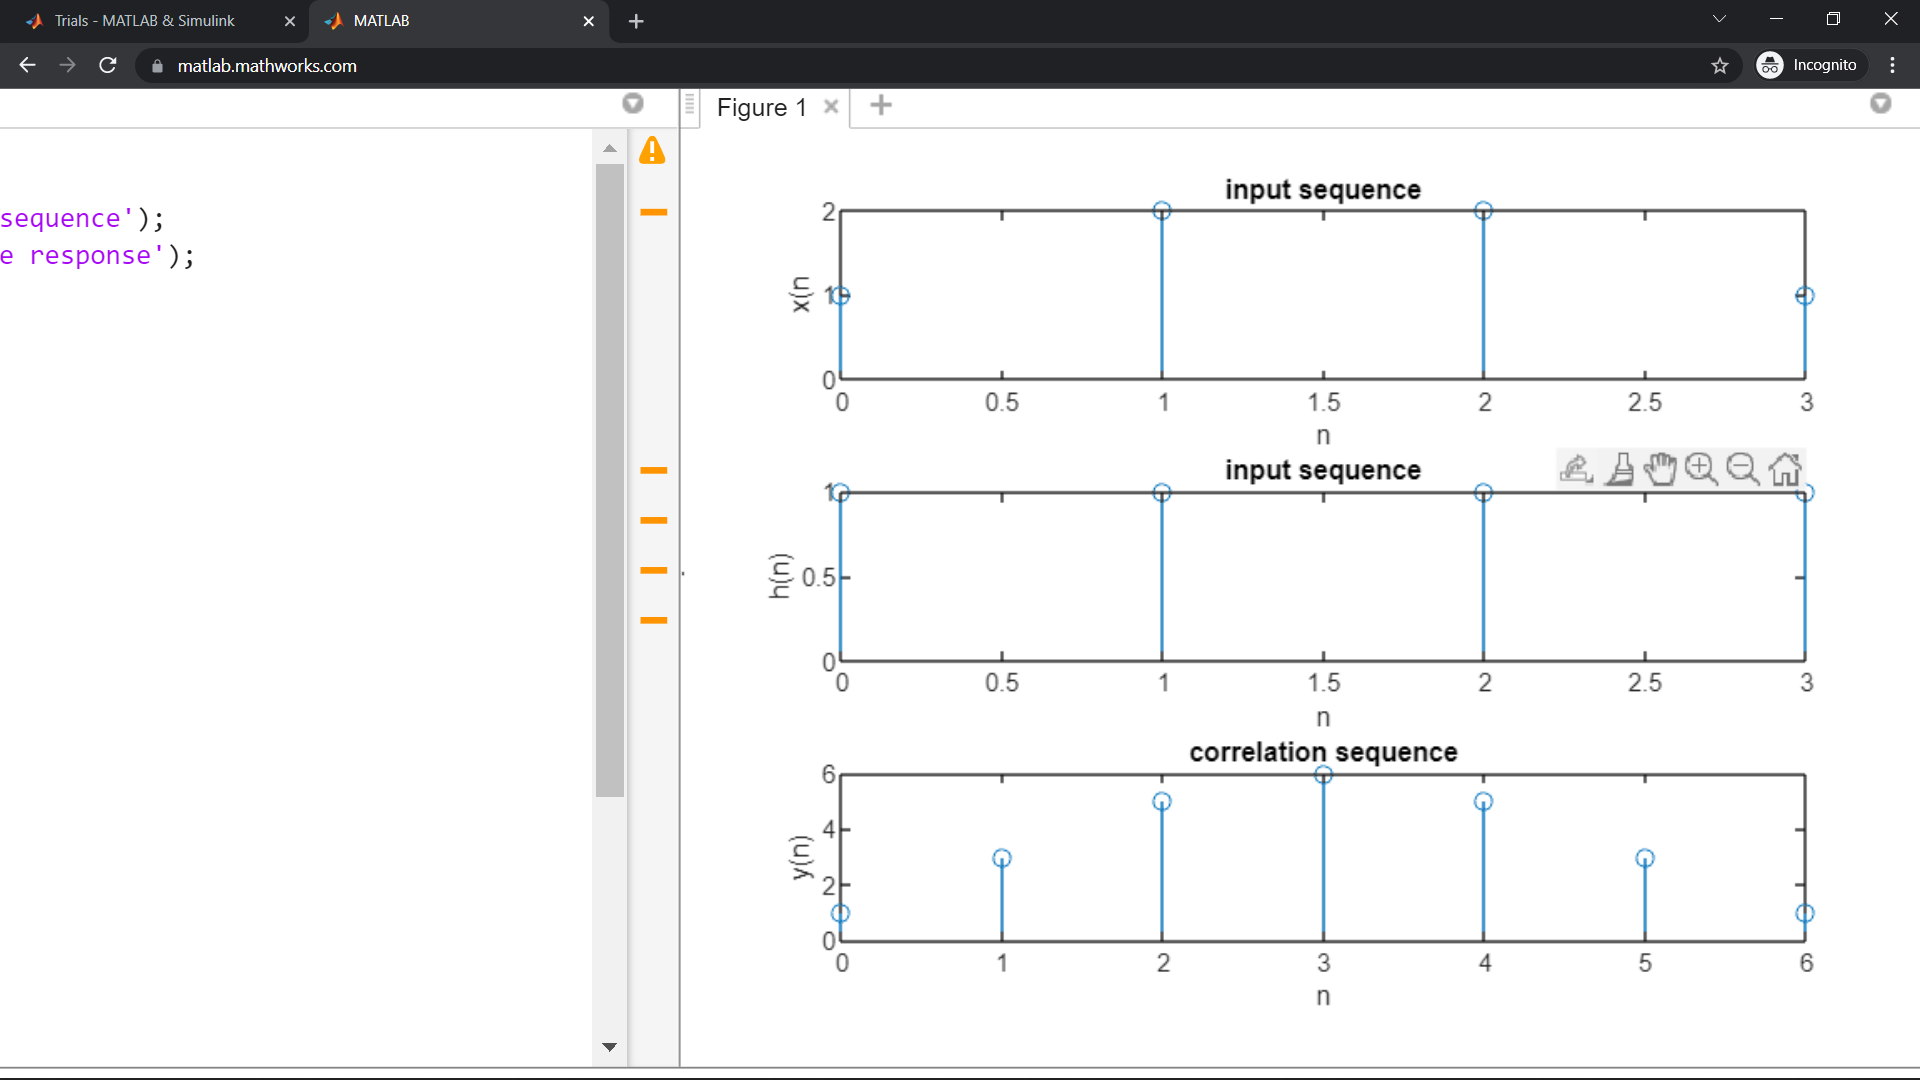 Trials - MATLAB & Simulink
MATLAB
matlab.mathworks.com
Incognito
Figure 1
sequence');
e response');
input sequence
2
1
0
x(n
0 0.5 1 1.5 2 2.5 3
n
input sequence
1
0.5
0
h(n)
0 0.5 1 1.5 2 2.5 3
n
correlation sequence
6
4
2
0
y(n)
0 1 2 3 4 5 6
n